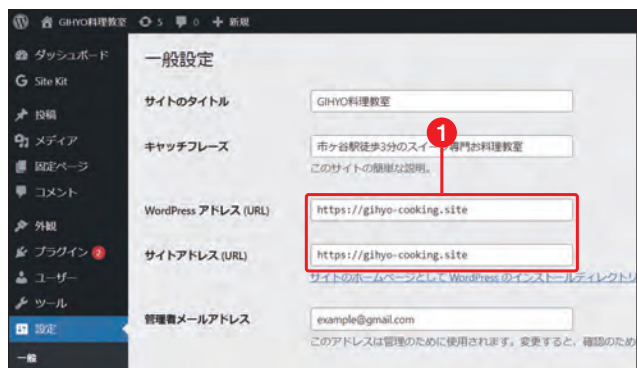 GIHYO料理教室 5 0 + 新規
ダッシュボード
Site Kit
投稿
メディア
固定ページ
コメント
外観
プラグイン 2
ユーザー
ツール
設定
一般
一般設定
サイトのタイトル
GIHYO料理教室
キャッチフレーズ
市ヶ谷駅徒歩3分のスイーツ専門お料理教室
このサイトの簡単な説明。
1
WordPress アドレス (URL)
https://gihyo-cooking.site
サイトアドレス (URL)
https://gihyo-cooking.site
サイトのホームページとして WordPress のインストールディレクトリ
管理者メールアドレス
example@gmail.com
このアドレスは管理のために使用されます。変更すると、確認のため